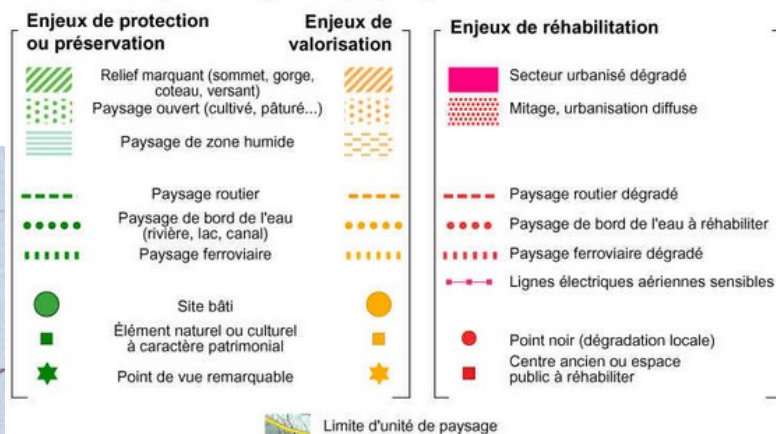 Enjeux de protection
ou préservation
Enjeux de
valorisation
Relief marquant (sommet, gorge,
coteau, versant)
Paysage ouvert (cultivé, pâturé...)
Paysage de zone humide
Paysage routier
Paysage de bord de l'eau
(rivière, lac, canal)
Paysage ferroviaire
Site bâti
Élément naturel ou culturel
à caractère patrimonial
Point de vue remarquable
Enjeux de réhabilitation
Secteur urbanisé dégradé
Mitage, urbanisation diffuse
Paysage routier dégradé
Paysage de bord de l'eau à réhabiliter
Paysage ferroviaire dégradé
Lignes électriques aériennes sensibles
Point noir (dégradation locale)
Centre ancien ou espace
public à réhabiliter
Limite d'unité de paysage